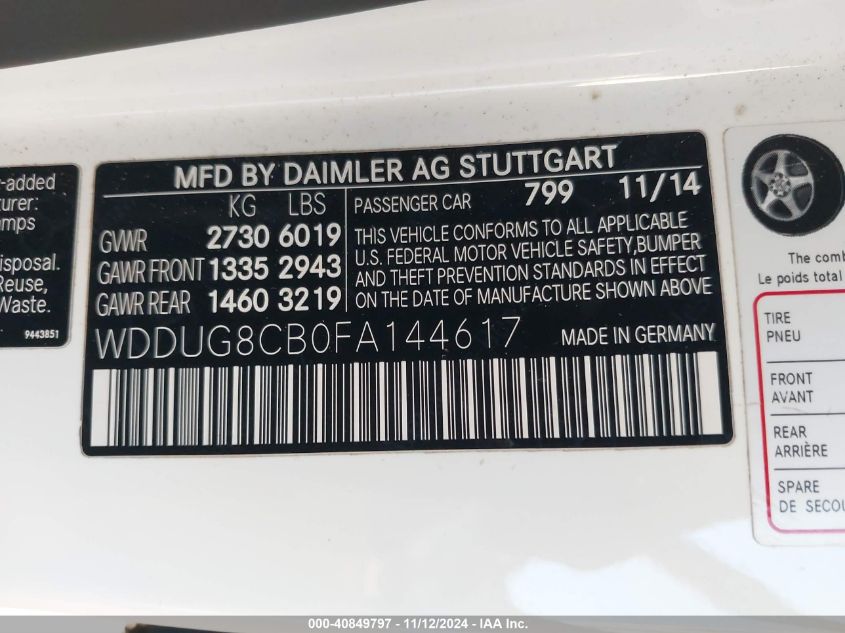 r-added
turer:
mps
isposal.
Reuse,
Waste.
9443851
MFD BY DAIMLER AG STUTTGART
KG LBS
GWWR 2730 6019
GAWR FRONT 1335 2943
GAWR REAR 1460 3219
PASSENGER CAR 799 11/14
THIS VEHICLE CONFORMS TO ALL APPLICABLE
U.S. FEDERAL MOTOR VEHICLE SAFETY,BUMPER
AND THEFT PREVENTION STANDARDS IN EFFECT
ON THE DATE OF MANUFACTURE SHOWN ABOVE
WDDUG8CB0FA144617 MADE IN GERMANY
The comb
Le poids total
TIRE
PNEU
FRONT
AVANT
REAR
ARRIÈRE
SPARE
DE SECOU
000-40849797 - 11/12/2024 - IAA Inc.